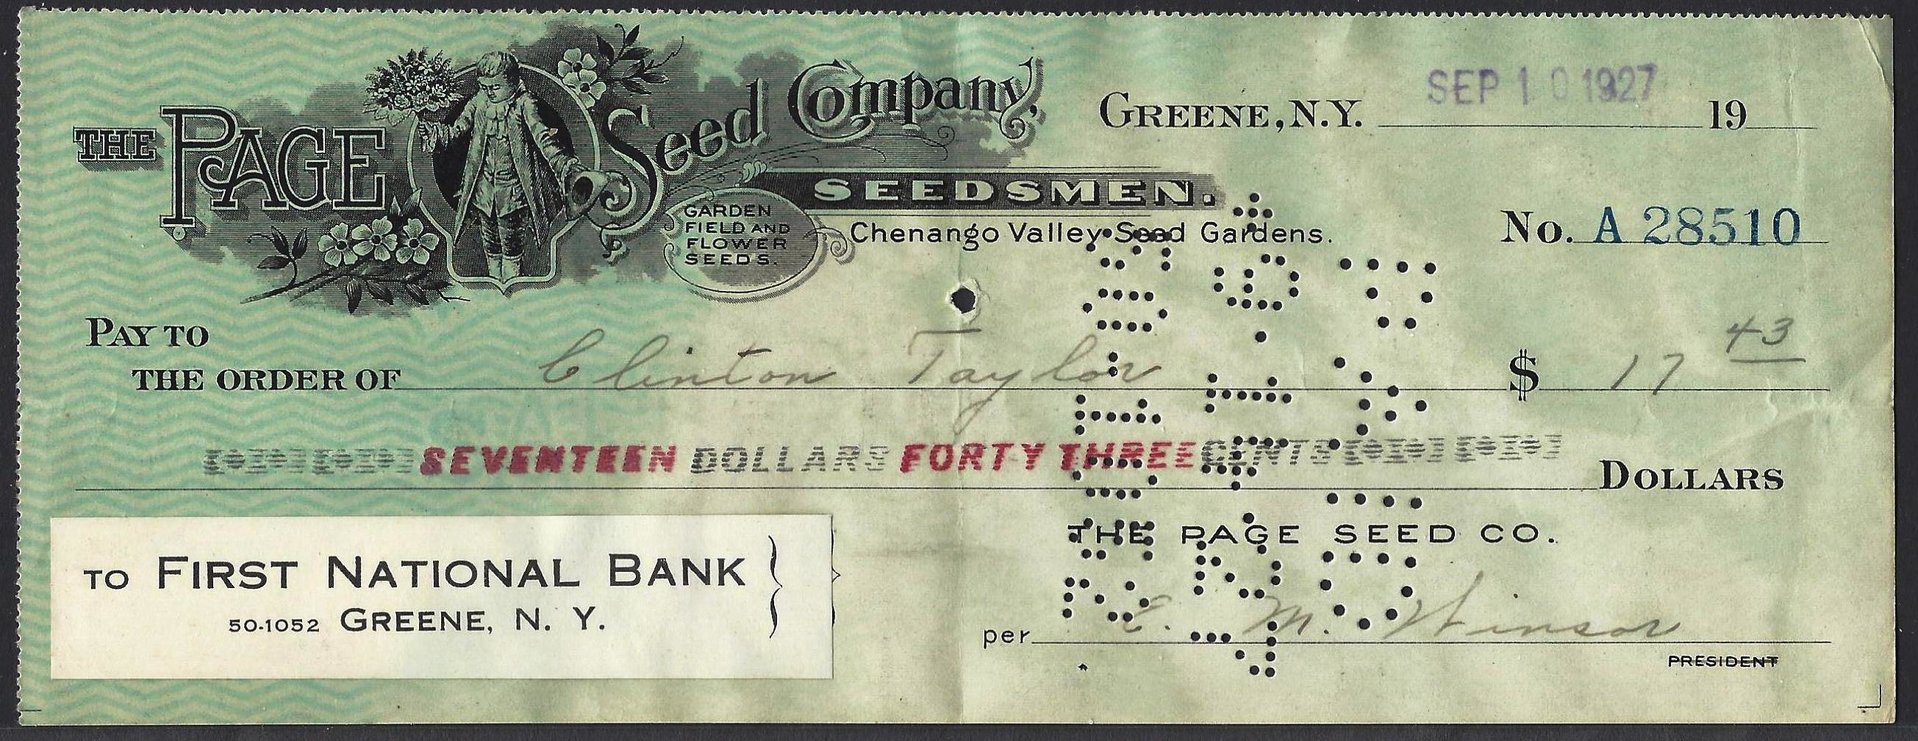 THE PAGE Seed Company,
GREENE, N.Y. SEP 10 1927 19
SEEDSMEN.
GARDEN
FIELD AND
FLOWER
SEEDS.
Chenango Valley Seed Gardens.
No. A 28510
PAY TO
THE ORDER OF Clinton Taylor $ 17 43
SEVENTEEN DOLLARS FORTY THREE CENTS
DOLLARS
THE PAGE SEED CO.
TO FIRST NATIONAL BANK
50-1052 GREENE, N. Y.
per E. M. Winsor
PRESIDENT